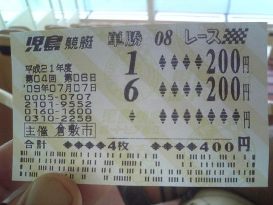 児島競艇 単勝 08 レース
平成21年度
第04回 第06日
'09年07月07日
0005-0707
2101-9552
0140-1600
0310-2258
1 ♦♦♦♦200円
6 ♦♦♦♦200円
♦ ♦♦♦♦♦♦♦円
主催 倉敷市
合計 ♦♦♦♦4枚 ♦♦♦♦400円